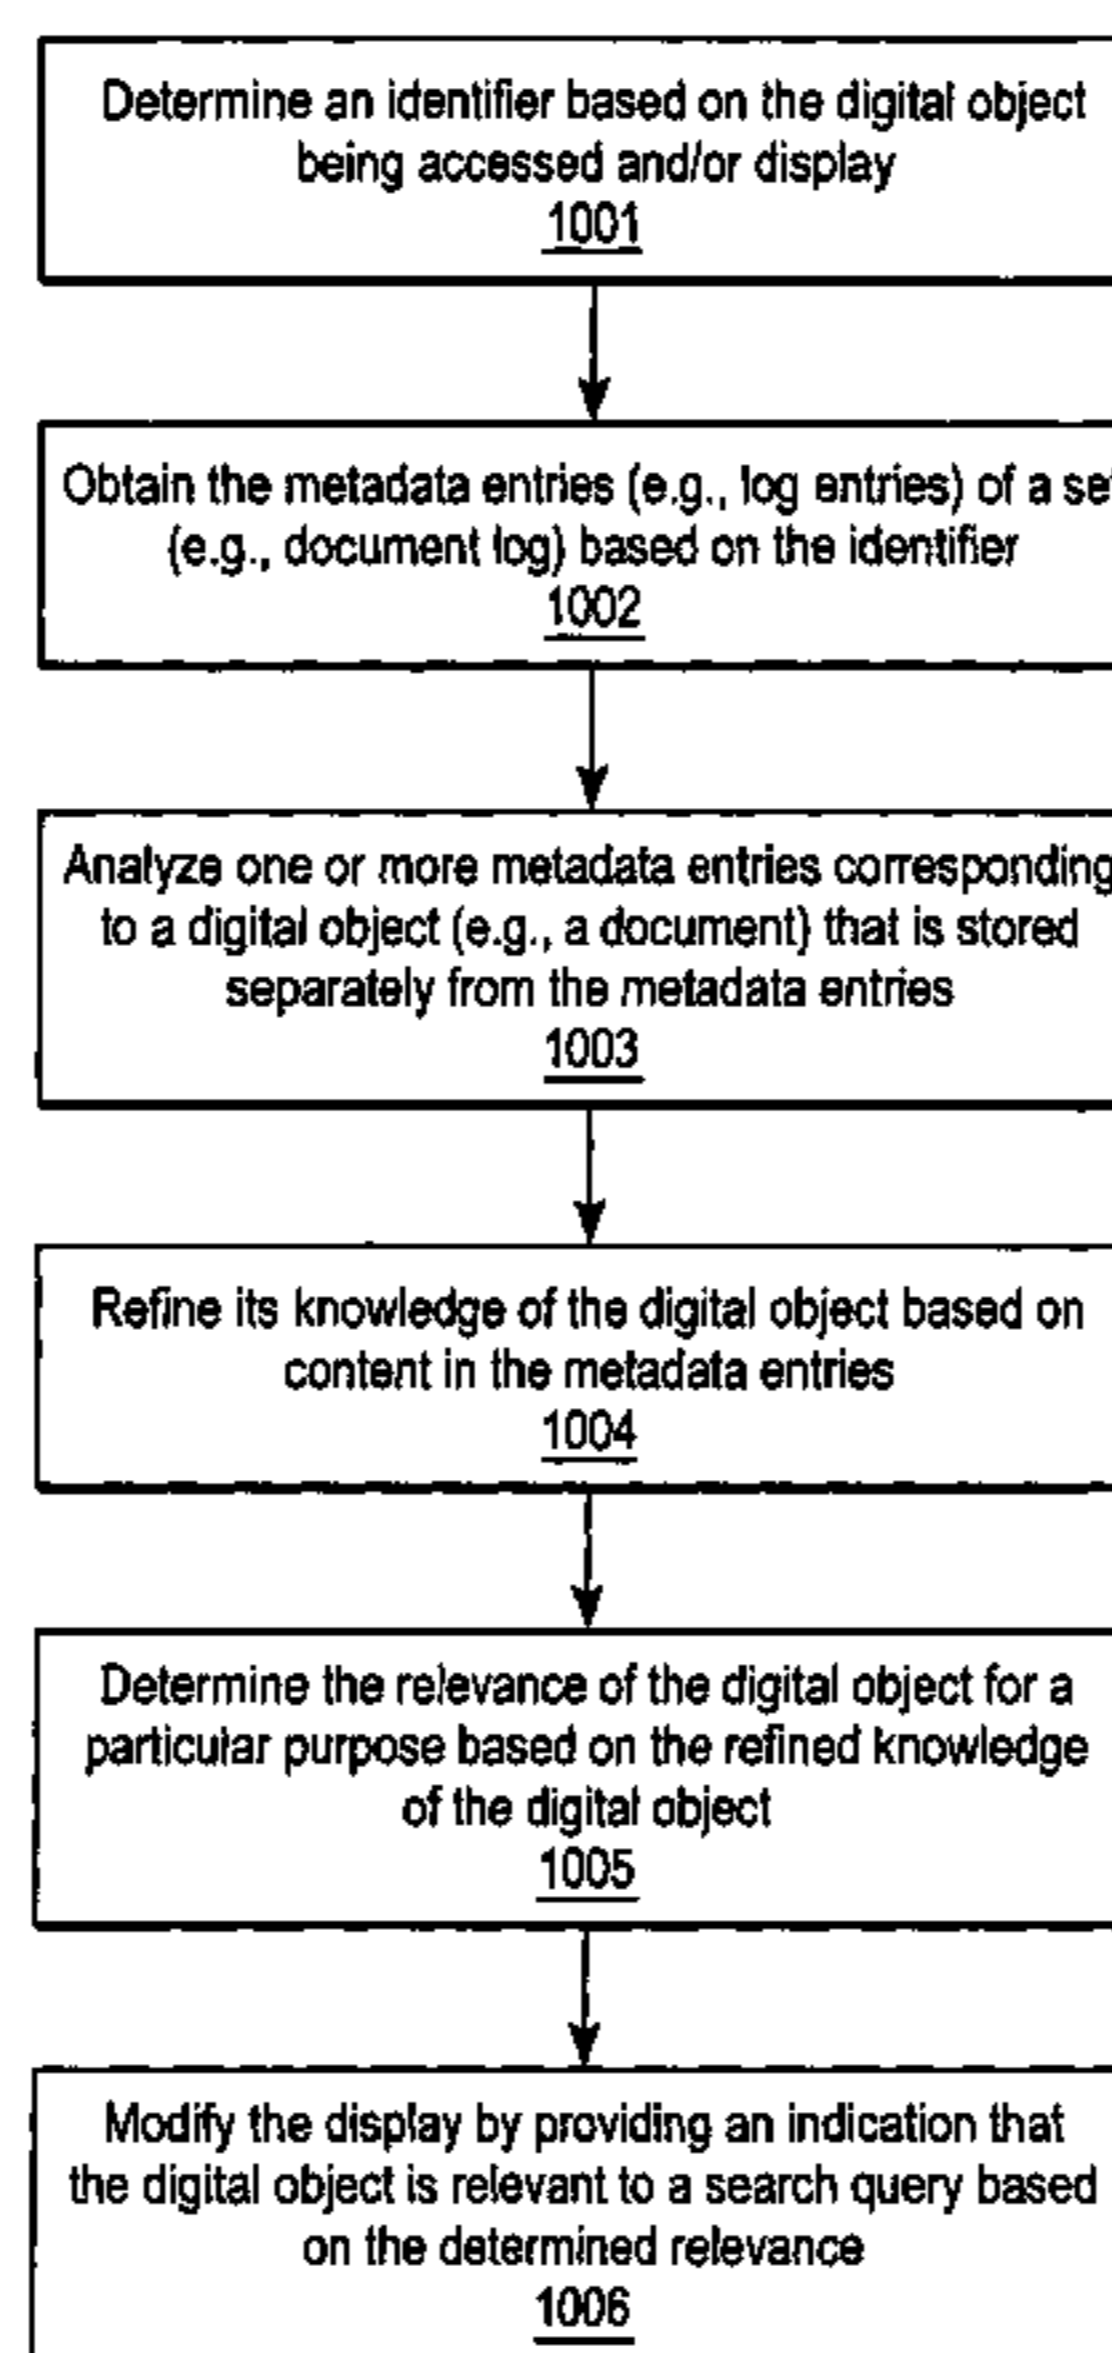 Determine an identifier based on the digital object
being accessed and/or display
1001
Obtain the metadata entries (e.g., log entries) of a set
(e.g., document log) based on the identifier
1002
Analyze one or more metadata entries corresponding
to a digital object (e.g., a document) that is stored
separately from the metadata entries
1003
Refine its knowledge of the digital object based on
content in the metadata entries
1004
Determine the relevance of the digital object for a
particular purpose based on the refined knowledge
of the digital object
1005
Modify the display by providing an indication that
the digital object is relevant to a search query based
on the determined relevance
1006